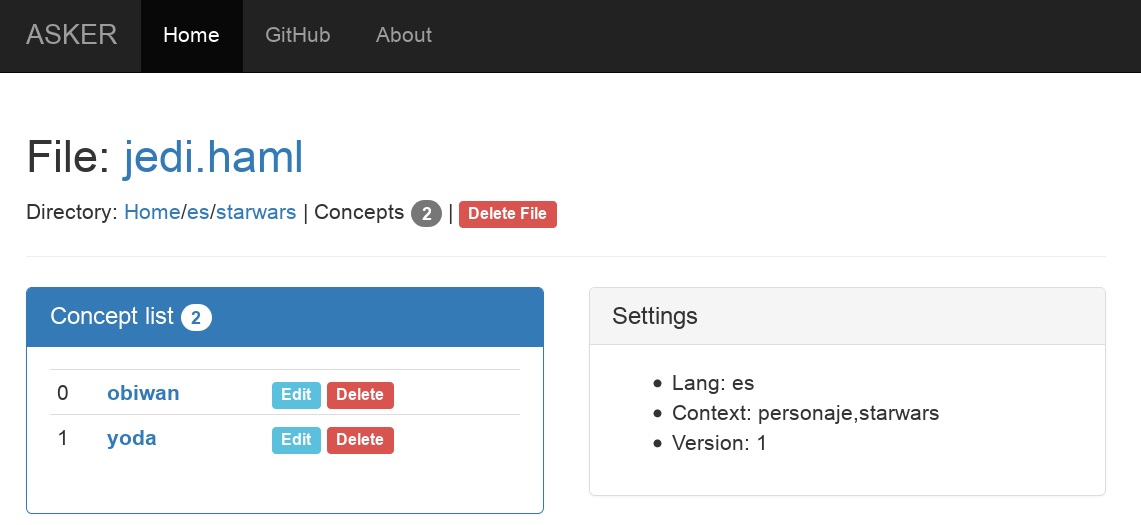 ASKER Home GitHub About
File: jedi.haml
Directory: Home/es/starwars | Concepts 2 | Delete File
Concept list 2
0 obiwan Edit Delete
1 yoda Edit Delete
Settings
Lang: es
Context: personaje,starwars
Version: 1